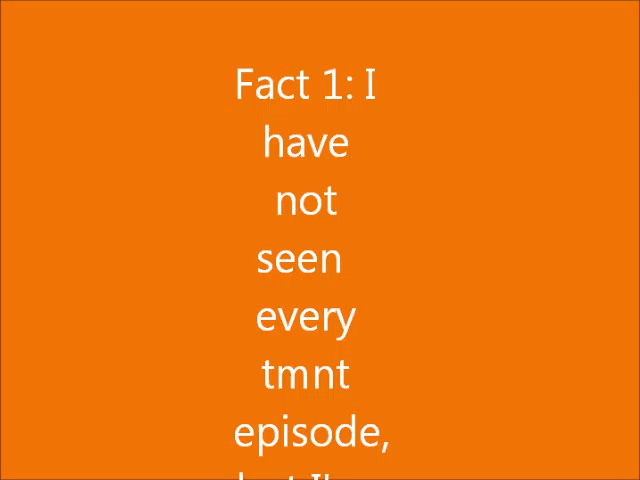 Fact 1: I
have
not
seen
every
tmnt
episode,